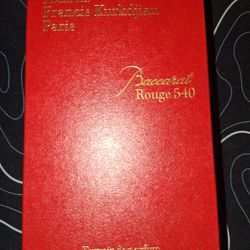 Francis Kurkdjian
Paris
Baccarat
Rouge 540